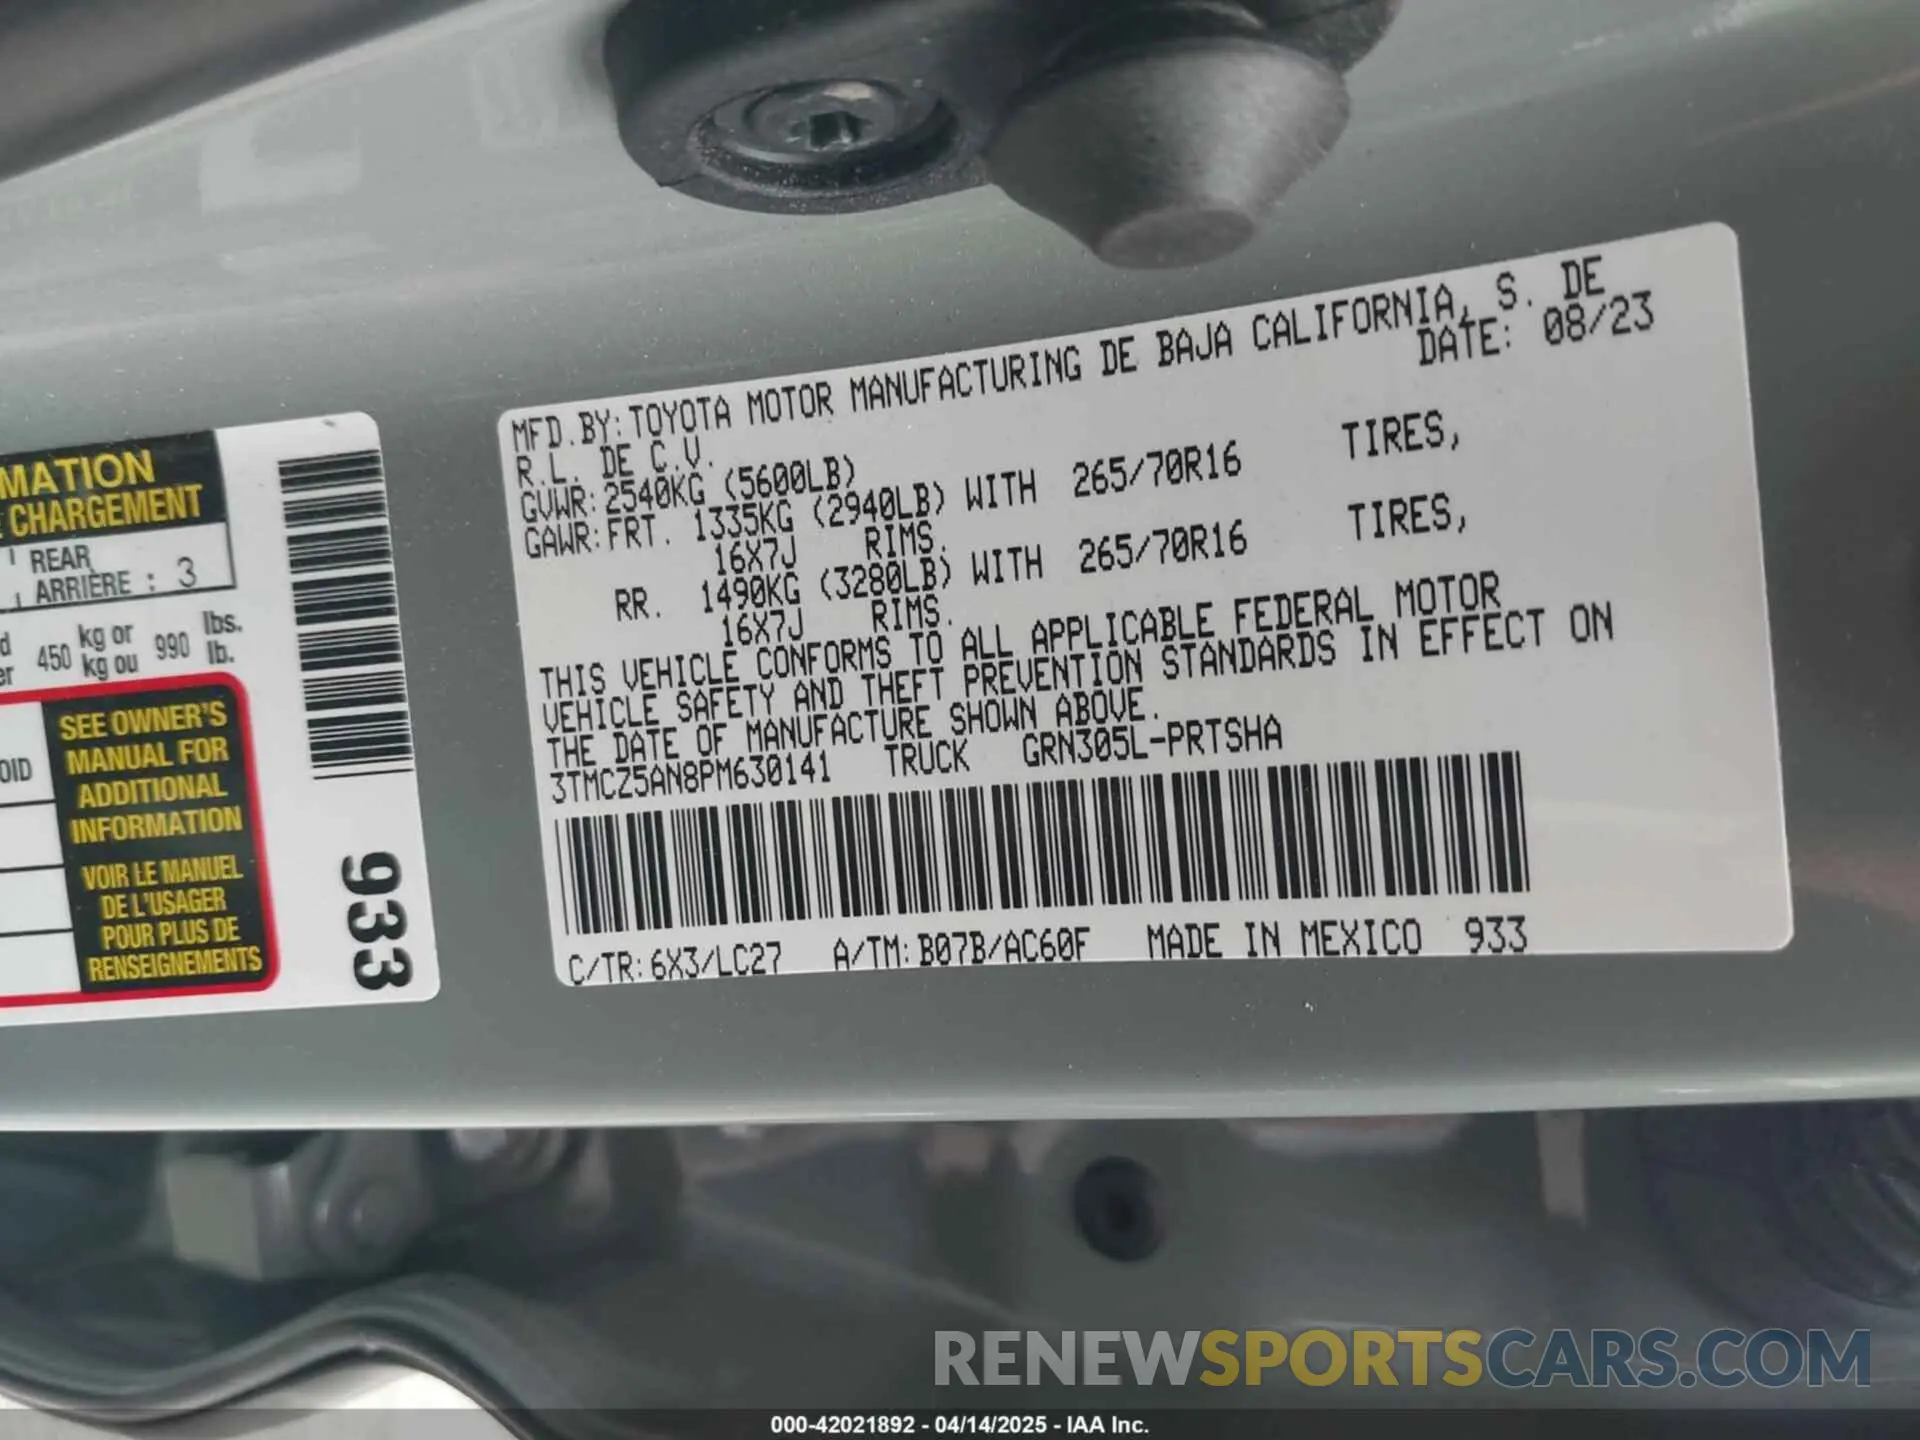 MATION
E CHARGEMENT
REAR
ARRIÈRE : 3
450 kg or 990 lbs.
kg ou lb.
SEE OWNER'S
MANUAL FOR
ADDITIONAL
INFORMATION
VOIR LE MANUEL
DE L'USAGER
POUR PLUS DE
RENSEIGNEMENTS
OID
933
MFD.BY:TOYOTA MOTOR MANUFACTURING DE BAJA CALIFORNIA, S. DE
R.L. DE C.V. DATE: 08/23
GVWR:2540KG (5600LB)
GAWR:FRT. 1335KG (2940LB) WITH 265/70R16 TIRES,
16X7J RIMS.
RR. 1490KG (3280LB) WITH 265/70R16 TIRES,
16X7J RIMS.
THIS VEHICLE CONFORMS TO ALL APPLICABLE FEDERAL MOTOR
VEHICLE SAFETY AND THEFT PREVENTION STANDARDS IN EFFECT ON
THE DATE OF MANUFACTURE SHOWN ABOVE.
3TMCZ5AN8PM630141 TRUCK GRN305L-PRTSHA
C/TR:6X3/LC27 A/TM:B07B/AC60F MADE IN MEXICO 933
RENEWSPORTSCARS.COM
000-42021892 - 04/14/2025 - IAA Inc.